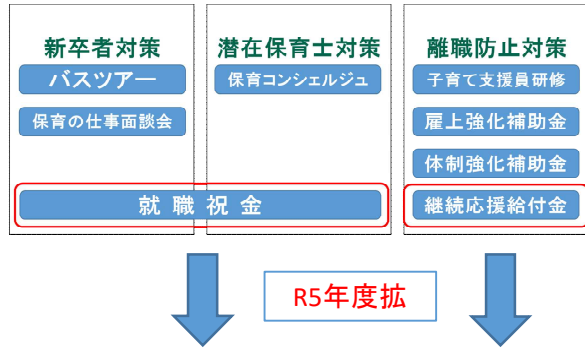 新卒者対策
潜在保育士対策
離職防止対策
バスツアー
保育コンシェルジュ
子育て支援員研修
保育の仕事面談会
雇上強化補助金
体制強化補助金
就職祝金
継続応援給付金
R5年度拡